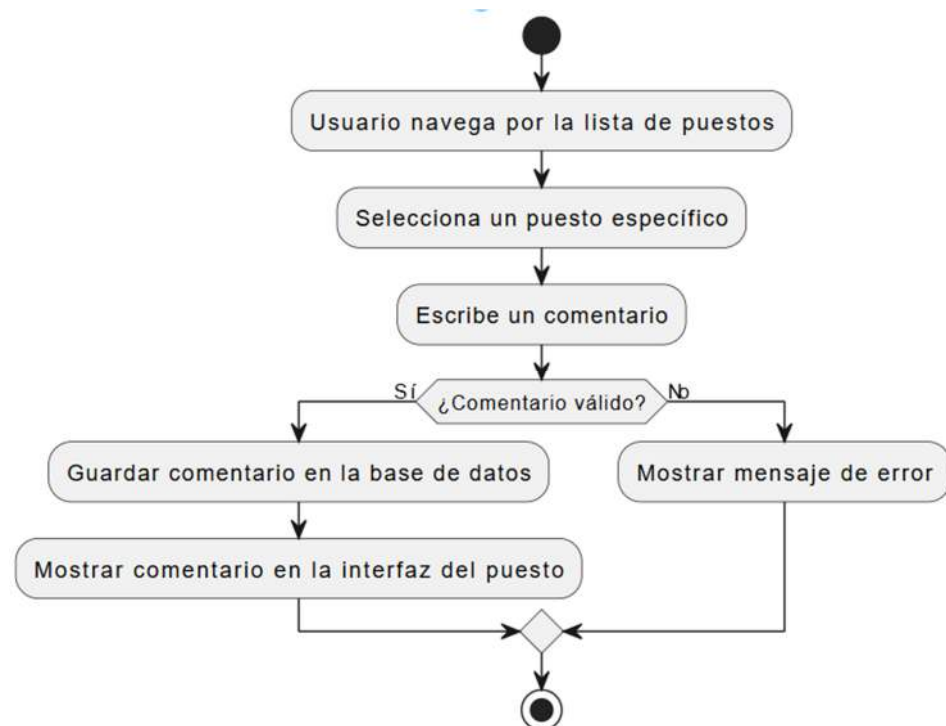 Usuario navega por la lista de puestos
Selecciona un puesto específico
Escribe un comentario
Sí
¿Comentario válido?
No
Guardar comentario en la base de datos
Mostrar mensaje de error
Mostrar comentario en la interfaz del puesto